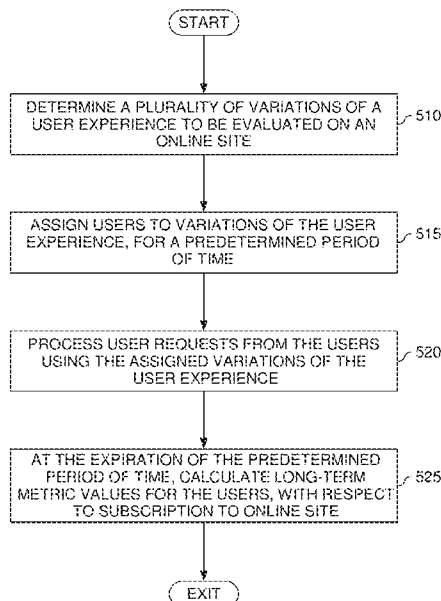 START
DETERMINE A PLURALITY OF VARIATIONS OF A
USER EXPERIENCE TO BE EVALUATED ON AN
ONLINE SITE
510
ASSIGN USERS TO VARIATIONS OF THE USER
EXPERIENCE, FOR A PREDETERMINED PERIOD
OF TIME
515
PROCESS USER REQUESTS FROM THE USERS
USING THE ASSIGNED VARIATIONS OF THE
USER EXPERIENCE
520
AT THE EXPIRATION OF THE PREDETERMINED
PERIOD OF TIME, CALCULATE LONG-TERM
METRIC VALUES FOR THE USERS, WITH RESPECT
TO SUBSCRIPTION TO ONLINE SITE
525
EXIT